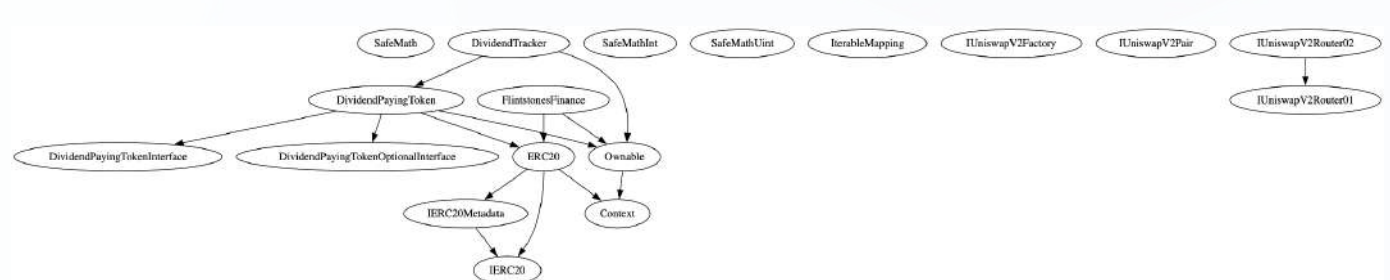 SafeMath DividendTracker SafeMathInt SafeMathUint IterableMapping IUniswapV2Factory IUniswapV2Pair IUniswapV2Router02
DividendPayingToken FlintstonesFinance IUniswapV2Router01
DividendPayingTokenInterface DividendPayingTokenOptionalInterface ERC20 Ownable
IERC20Metadata Context
IERC20